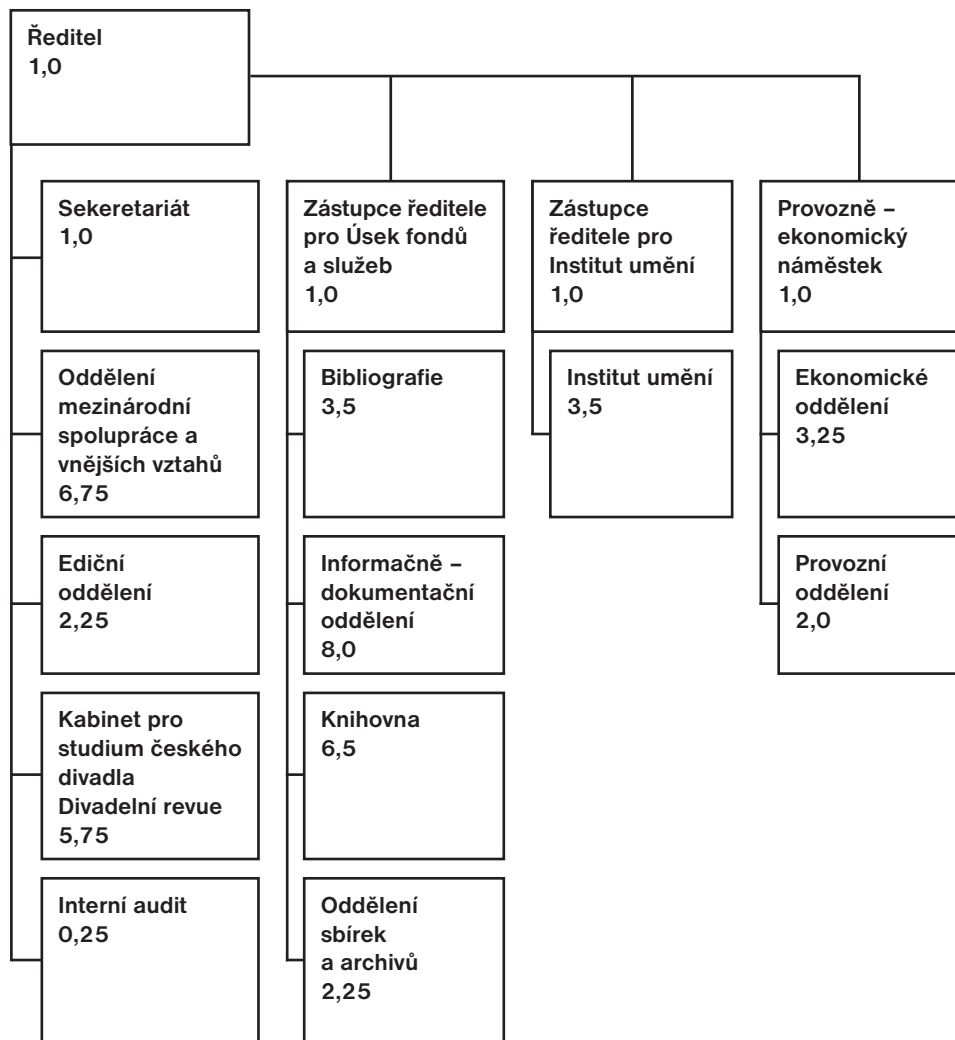 Ředitel
1,0
Sekeretariát
1,0
Oddělení
mezinárodní
spolupráce a
vnějších vztahů
6,75
Ediční
oddělení
2,25
Kabinet pro
studium českého
divadla
Divadelní revue
5,75
Interní audit
0,25
Zástupce ředitele
pro Úsek fondů
a služeb
1,0
Bibliografie
3,5
Informačně –
dokumentační
oddělení
8,0
Knihovna
6,5
Oddělení
sbírek
a archivů
2,25
Zástupce
ředitele pro
Institut umění
1,0
Institut umění
3,5
Provozně –
ekonomický
náměstek
1,0
Ekonomické
oddělení
3,25
Provozní
oddělení
2,0